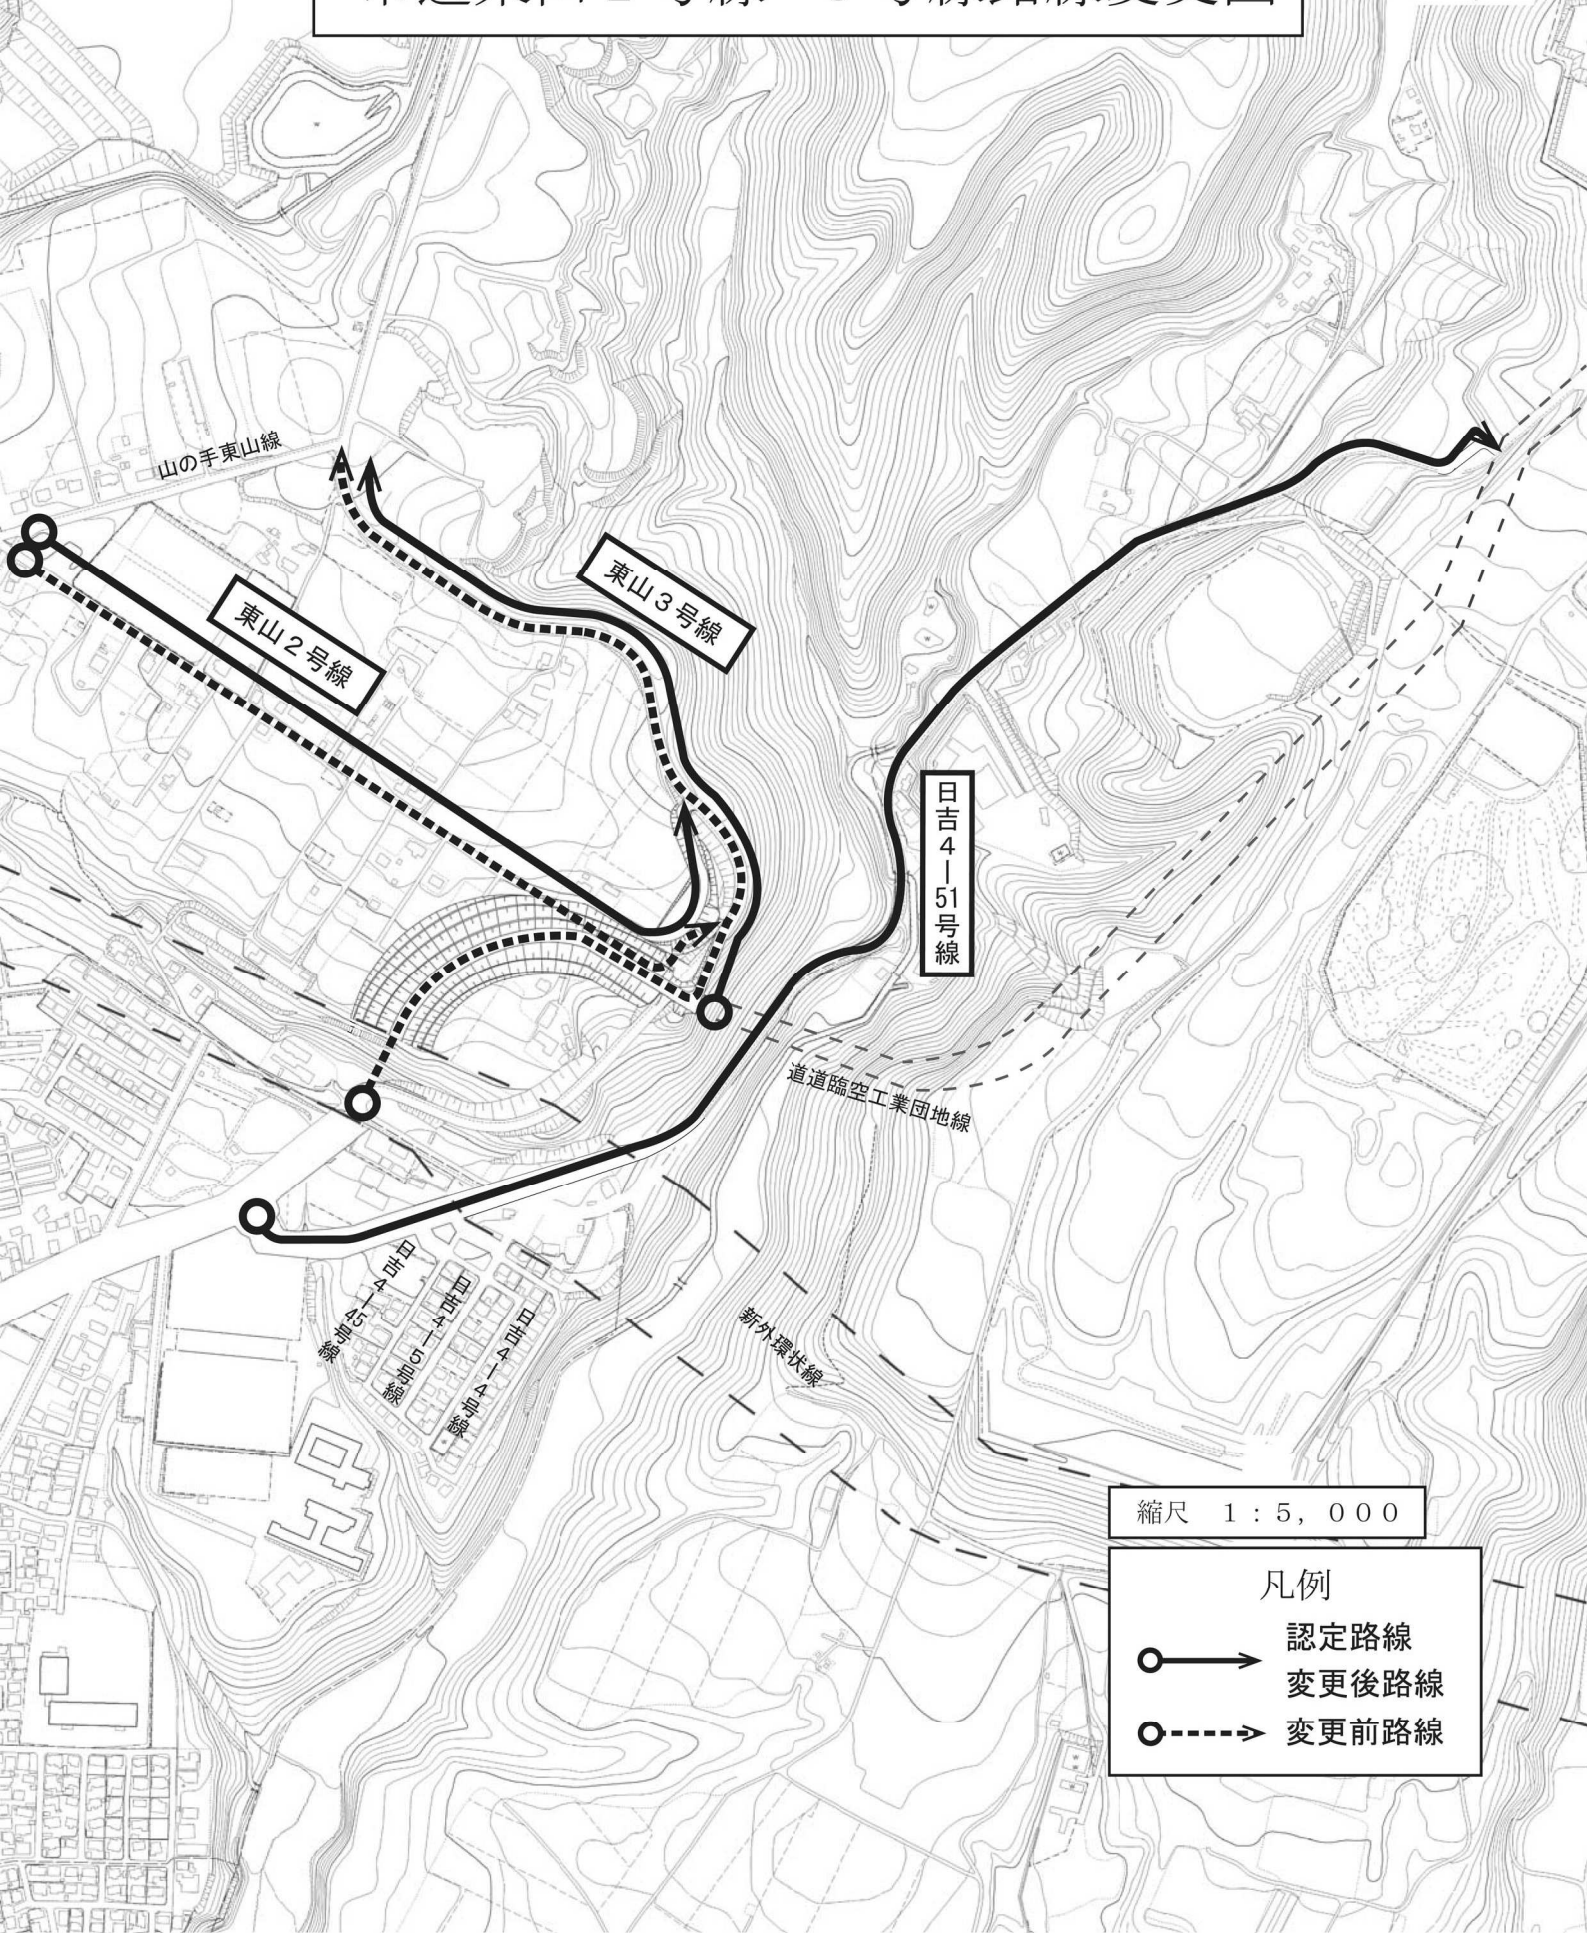 山の手東山線
東山３号線
東山２号線
日吉４ー51号線
道道臨空工業団地線
日吉４ー45号線
日吉４ー５号線
日吉４ー４号線
新外環状線
縮尺　１：５，０００
凡例
認定路線
変更後路線
変更前路線